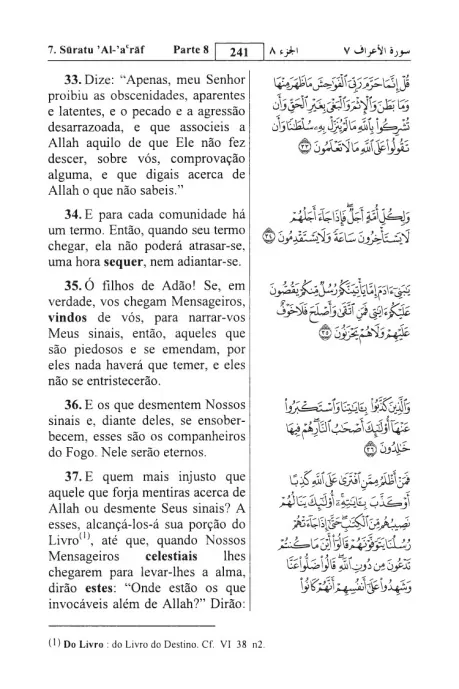 7. Sūratu ’Al-’aᶜrāf Parte 8 241 الجزء ٨ سورة الأعراف ٧
33. Dize: “Apenas, meu Senhor
proibiu as obscenidades, aparentes
e latentes, e o pecado e a agressão
desarrazoada, e que associeis a
Allah aquilo de que Ele não fez
descer, sobre vós, comprovação
alguma, e que digais acerca de
Allah o que não sabeis.”
34. E para cada comunidade há
um termo. Então, quando seu termo
chegar, ela não poderá atrasar-se,
uma hora sequer, nem adiantar-se.
35. Ó filhos de Adão! Se, em
verdade, vos chegam Mensageiros,
vindos de vós, para narrar-vos
Meus sinais, então, aqueles que
são piedosos e se emendam, por
eles nada haverá que temer, e eles
não se entristecerão.
36. E os que desmentem Nossos
sinais e, diante deles, se ensober-
becem, esses são os companheiros
do Fogo. Nele serão eternos.
37. E quem mais injusto que
aquele que forja mentiras acerca de
Allah ou desmente Seus sinais? A
esses, alcançá-los-á sua porção do
Livro(1), até que, quando Nossos
Mensageiros celestiais lhes
chegarem para levar-lhes a alma,
dirão estes: “Onde estão os que
invocáveis além de Allah?” Dirão:
قُلْ إِنَّمَا حَرَّمَ رَبِّيَ ٱلْفَوَٰحِشَ مَا ظَهَرَ مِنْهَا
وَمَا بَطَنَ وَٱلْإِثْمَ وَٱلْبَغْيَ بِغَيْرِ ٱلْحَقِّ وَأَن
تُشْرِكُوا۟ بِٱللَّهِ مَا لَمْ يُنَزِّلْ بِهِۦ سُلْطَٰنًا وَأَن
تَقُولُوا۟ عَلَى ٱللَّهِ مَا لَا تَعْلَمُونَ ٣٣
وَلِكُلِّ أُمَّةٍ أَجَلٌ فَإِذَا جَآءَ أَجَلُهُمْ
لَا يَسْتَأْخِرُونَ سَاعَةً وَلَا يَسْتَقْدِمُونَ ٣٤
يَٰبَنِىٓ ءَادَمَ إِمَّا يَأْتِيَنَّكُمْ رُسُلٌ مِّنكُمْ يَقُصُّونَ
عَلَيْكُمْ ءَايَٰتِى فَمَنِ ٱتَّقَىٰ وَأَصْلَحَ فَلَا خَوْفٌ
عَلَيْهِمْ وَلَا هُمْ يَحْزَنُونَ ٣٥
وَٱلَّذِينَ كَذَّبُوا۟ بِـَٔايَٰتِنَا وَٱسْتَكْبَرُوا۟
عَنْهَآ أُو۟لَٰٓئِكَ أَصْحَٰبُ ٱلنَّارِ هُمْ فِيهَا
خَٰلِدُونَ ٣٦
فَمَنْ أَظْلَمُ مِمَّنِ ٱفْتَرَىٰ عَلَى ٱللَّهِ كَذِبًا
أَوْ كَذَّبَ بِـَٔايَٰتِهِۦٓ أُو۟لَٰٓئِكَ يَنَالُهُمْ
نَصِيبُهُم مِّنَ ٱلْكِتَٰبِ حَتَّىٰٓ إِذَا جَآءَتْهُمْ
رُسُلُنَا يَتَوَفَّوْنَهُمْ قَالُوٓا۟ أَيْنَ مَا كُنتُمْ
تَدْعُونَ مِن دُونِ ٱللَّهِ قَالُوا۟ ضَلُّوا۟ عَنَّا
وَشَهِدُوا۟ عَلَىٰٓ أَنفُسِهِمْ أَنَّهُمْ كَانُوا۟
(1) Do Livro : do Livro do Destino. Cf. VI 38 n2.